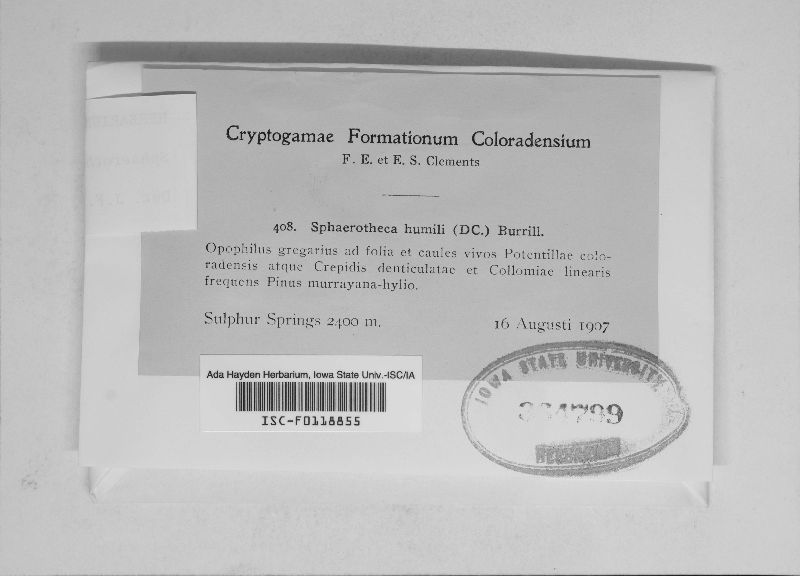 Cryptogamae Formationum Coloradensium
F. E. et E. S. Clements
408. Sphaerotheca humili (DC.) Burrill.
Opophilus gregarius ad folia et caules vivos Potentillae colo-
radensis atque Crepidis denticulatae et Collomiae linearis
frequens Pinus murrayana-hylio.
Sulphur Springs 2400 m.
16 Augusti 1907
Ada Hayden Herbarium, Iowa State Univ.-ISC/IA
ISC-F0118855
IOWA STATE UNIVERSITY
HERBARIUM